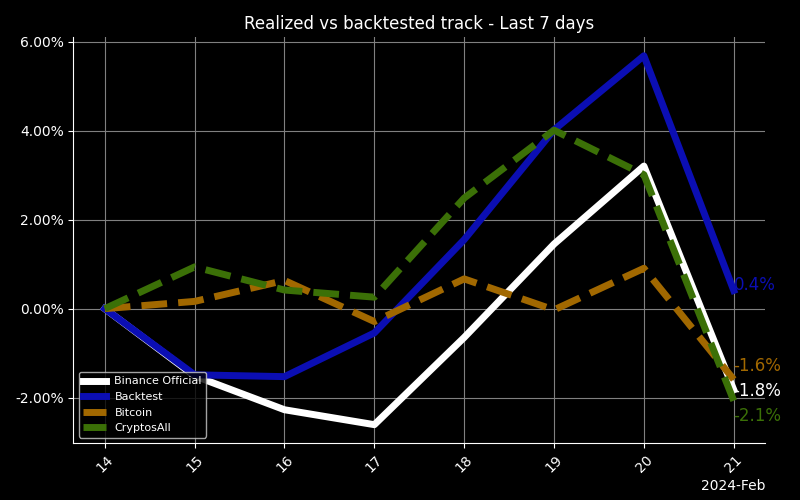 Realized vs backtested track - Last 7 days
6.00%
4.00%
2.00%
0.00%
-2.00%
Binance Official
Backtest
Bitcoin
CryptosAll
0.4%
-1.6%
-1.8%
-2.1%
14 15 16 17 18 19 20 21
2024-Feb